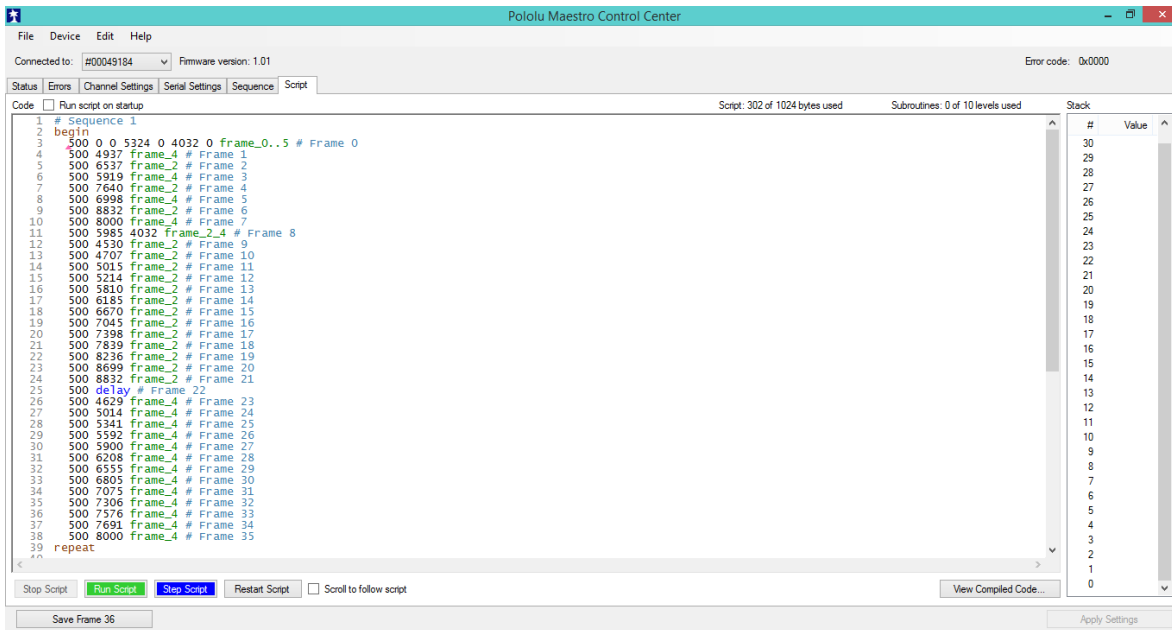 Pololu Maestro Control Center
File Device Edit Help
Connected to: #00049184 Firmware version: 1.01 Error code: 0x0000
Status Errors Channel Settings Serial Settings Sequence Script
Code Run script on startup Script: 302 of 1024 bytes used Subroutines: 0 of 10 levels used Stack
# Value
1 # Sequence 1
2 begin
3 500 0 0 5324 0 4032 0 frame_0..5 # Frame 0
4 500 4937 frame_4 # Frame 1
5 500 6537 frame_2 # Frame 2
6 500 5919 frame_4 # Frame 3
7 500 7640 frame_2 # Frame 4
8 500 6998 frame_4 # Frame 5
9 500 8832 frame_2 # Frame 6
10 500 8000 frame_4 # Frame 7
11 500 5985 4032 frame_2_4 # Frame 8
12 500 4530 frame_2 # Frame 9
13 500 4707 frame_2 # Frame 10
14 500 5015 frame_2 # Frame 11
15 500 5214 frame_2 # Frame 12
16 500 5810 frame_2 # Frame 13
17 500 6185 frame_2 # Frame 14
18 500 6670 frame_2 # Frame 15
19 500 7045 frame_2 # Frame 16
20 500 7398 frame_2 # Frame 17
21 500 7839 frame_2 # Frame 18
22 500 8236 frame_2 # Frame 19
23 500 8699 frame_2 # Frame 20
24 500 8832 frame_2 # Frame 21
25 500 delay # Frame 22
26 500 4629 frame_4 # Frame 23
27 500 5014 frame_4 # Frame 24
28 500 5341 frame_4 # Frame 25
29 500 5592 frame_4 # Frame 26
30 500 5900 frame_4 # Frame 27
31 500 6208 frame_4 # Frame 28
32 500 6555 frame_4 # Frame 29
33 500 6805 frame_4 # Frame 30
34 500 7075 frame_4 # Frame 31
35 500 7306 frame_4 # Frame 32
36 500 7576 frame_4 # Frame 33
37 500 7691 frame_4 # Frame 34
38 500 8000 frame_4 # Frame 35
39 repeat
30
29
28
27
26
25
24
23
22
21
20
19
18
17
16
15
14
13
12
11
10
9
8
7
6
5
4
3
2
1
0
Stop Script Run Script Step Script Restart Script Scroll to follow script View Compiled Code...
Save Frame 36 Apply Settings